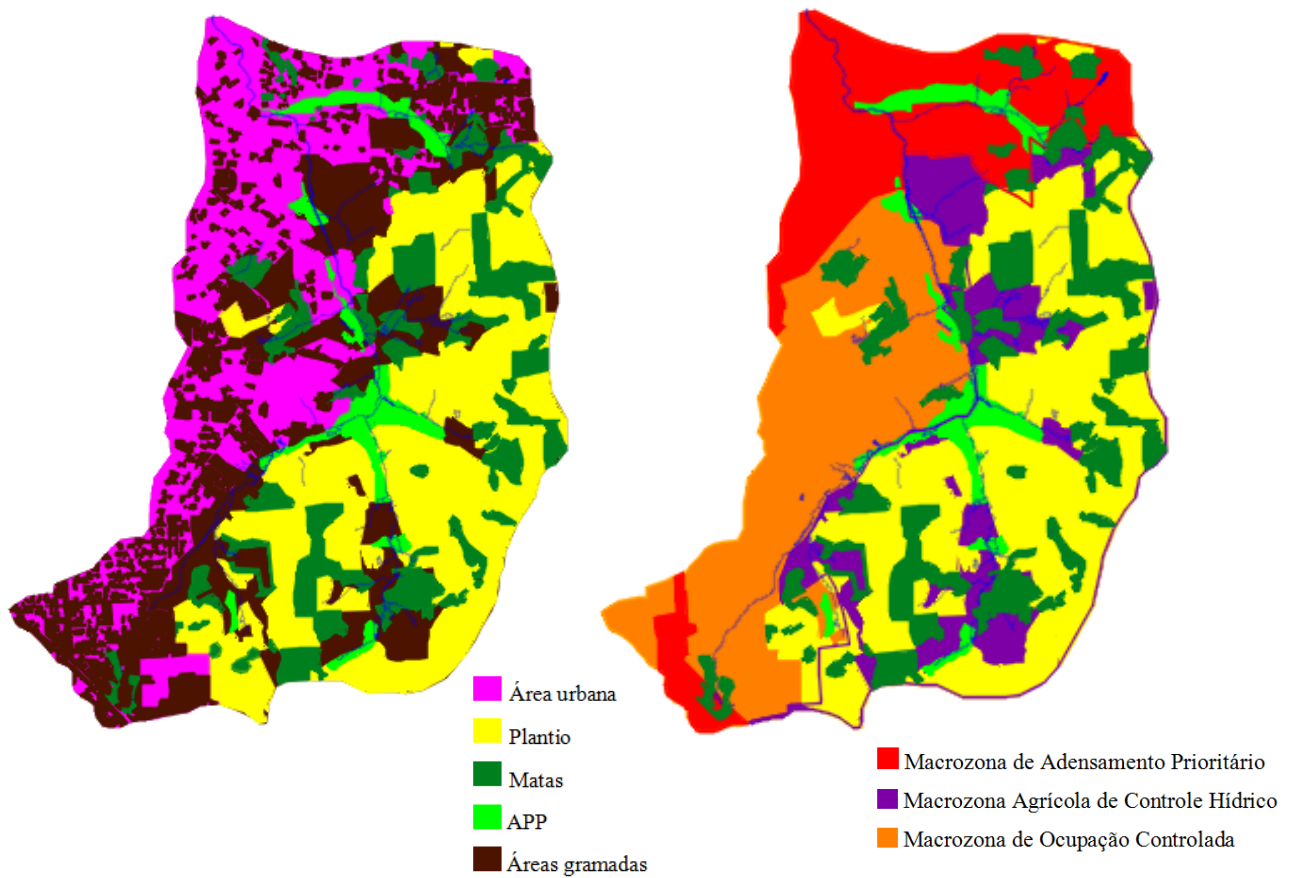 Área urbana
Plantio
Matas
APP
Áreas gramadas
Macrozona de Adensamento Prioritário
Macrozona Agrícola de Controle Hídrico
Macrozona de Ocupação Controlada